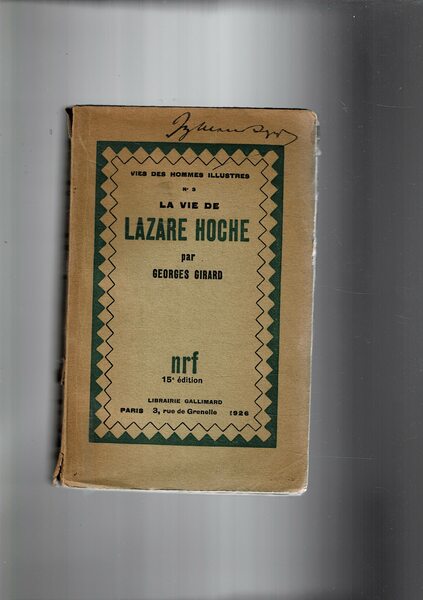 VIES DES HOMMES ILLUSTRES
N° 3
LA VIE DE
LAZARE HOCHE
par
GEORGES GIRARD
nrf
15e édition
LIBRAIRIE GALLIMARD
PARIS 3, rue de Grenelle 1926